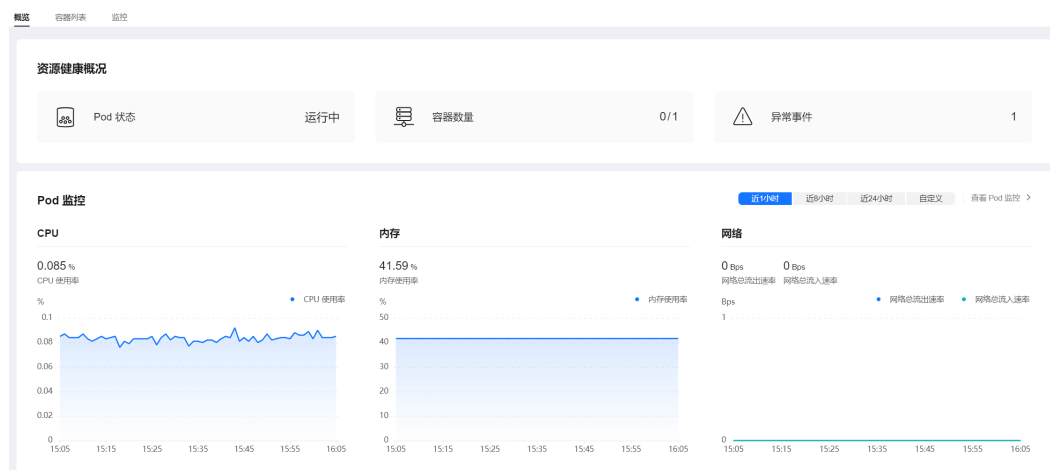 概览 容器列表 监控
资源健康概况
Pod 状态 运行中 容器数量 0/1 异常事件 1
Pod 监控 近1小时 近8小时 近24小时 自定义 查看 Pod 监控
CPU 内存 网络
0.085 % 41.59 % 0 Bps 0 Bps
CPU 使用率 内存使用率 网络总流出速率 网络总流入速率
% CPU 使用率 % 内存使用率 Bps 网络总流出速率 网络总流入速率
0.1 50 1
0.08 40
0.06 30
0.04 20
0.02 10
0 0 0
15:05 15:15 15:25 15:35 15:45 15:55 16:05 15:05 15:15 15:25 15:35 15:45 15:55 16:05 15:05 15:15 15:25 15:35 15:45 15:55 16:05